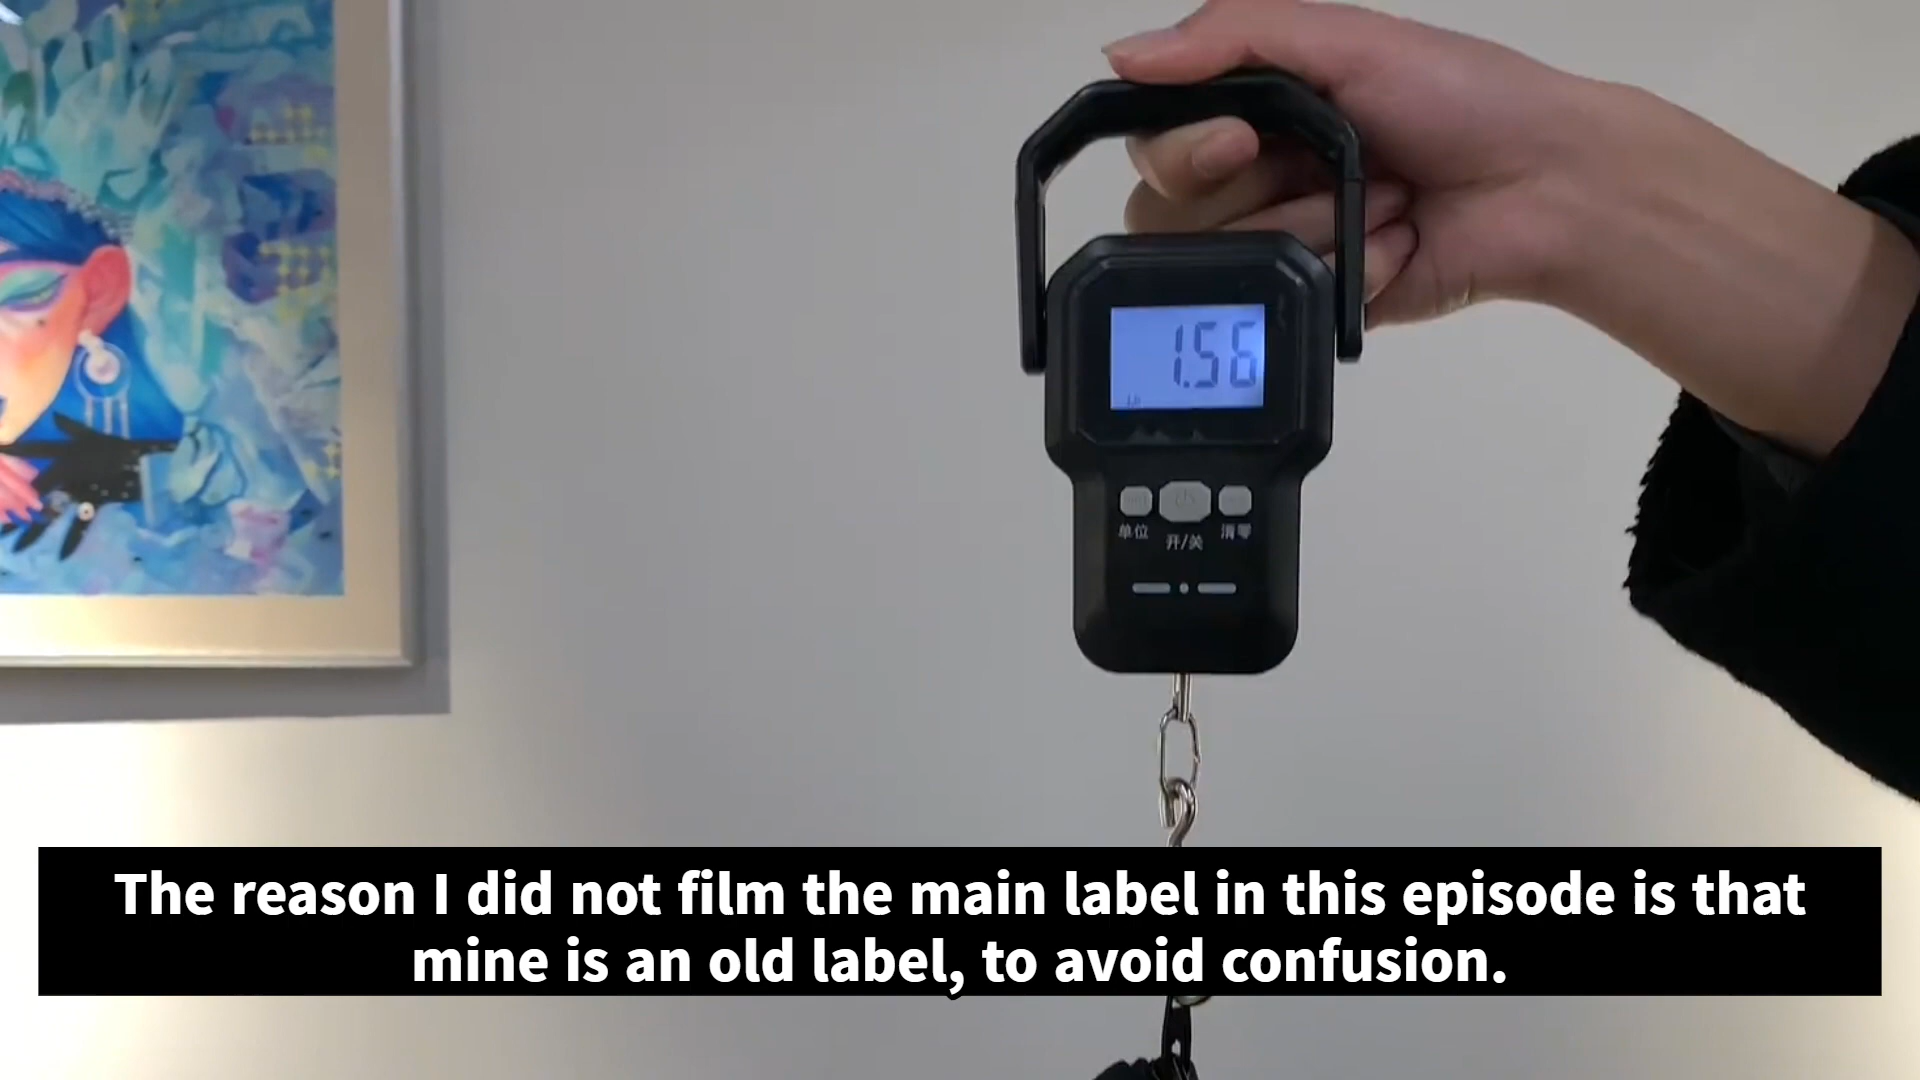 1.56
单位
开/关
清零
The reason I did not film the main label in this episode is that
mine is an old label, to avoid confusion.